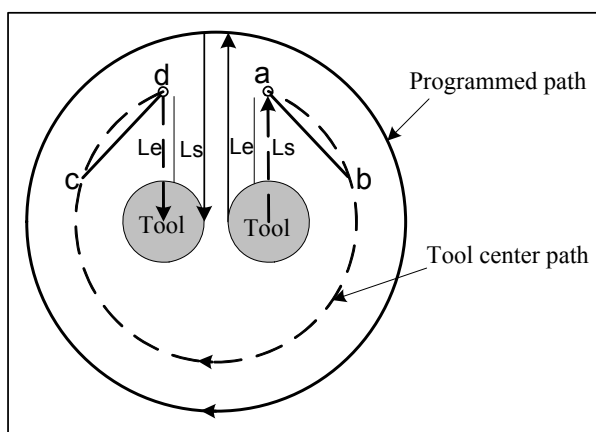 d
a
Programmed path
Le
Ls
Le
Ls
c
b
Tool
Tool
Tool center path